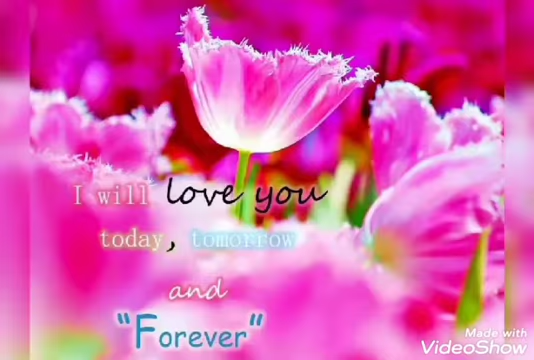 I will love you
today, tomorrow
and
"Forever"
Made with
VideoShow